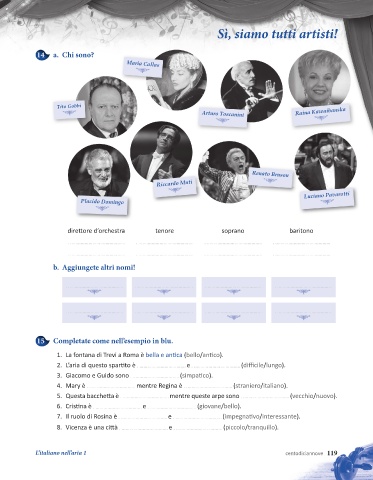 Sì, siamo tutti artisti!
14 a. Chi sono?
Maria Callas
Tito Gobbi
Arturo Toscanini
Raina Kabaivanska
Riccardo Muti
Renato Bruson
Placido Domingo
Luciano Pavarotti
direttore d'orchestra tenore soprano baritono
b. Aggiungete altri nomi!
15 Completate come nell'esempio in blu.
1. La fontana di Trevi a Roma è bella e antica (bello/antico).
2. L'aria di questo spartito è e (difficile/lungo).
3. Giacomo e Guido sono (simpatico).
4. Mary è mentre Regina è (straniero/italiano).
5. Questa bacchetta è mentre queste arpe sono (vecchio/nuovo).
6. Cristina è e (giovane/bello).
7. Il ruolo di Rosina è e (impegnativo/interessante).
8. Vicenza è una città e (piccolo/tranquillo).
L'italiano nell'arte 1 centodiciannove 119